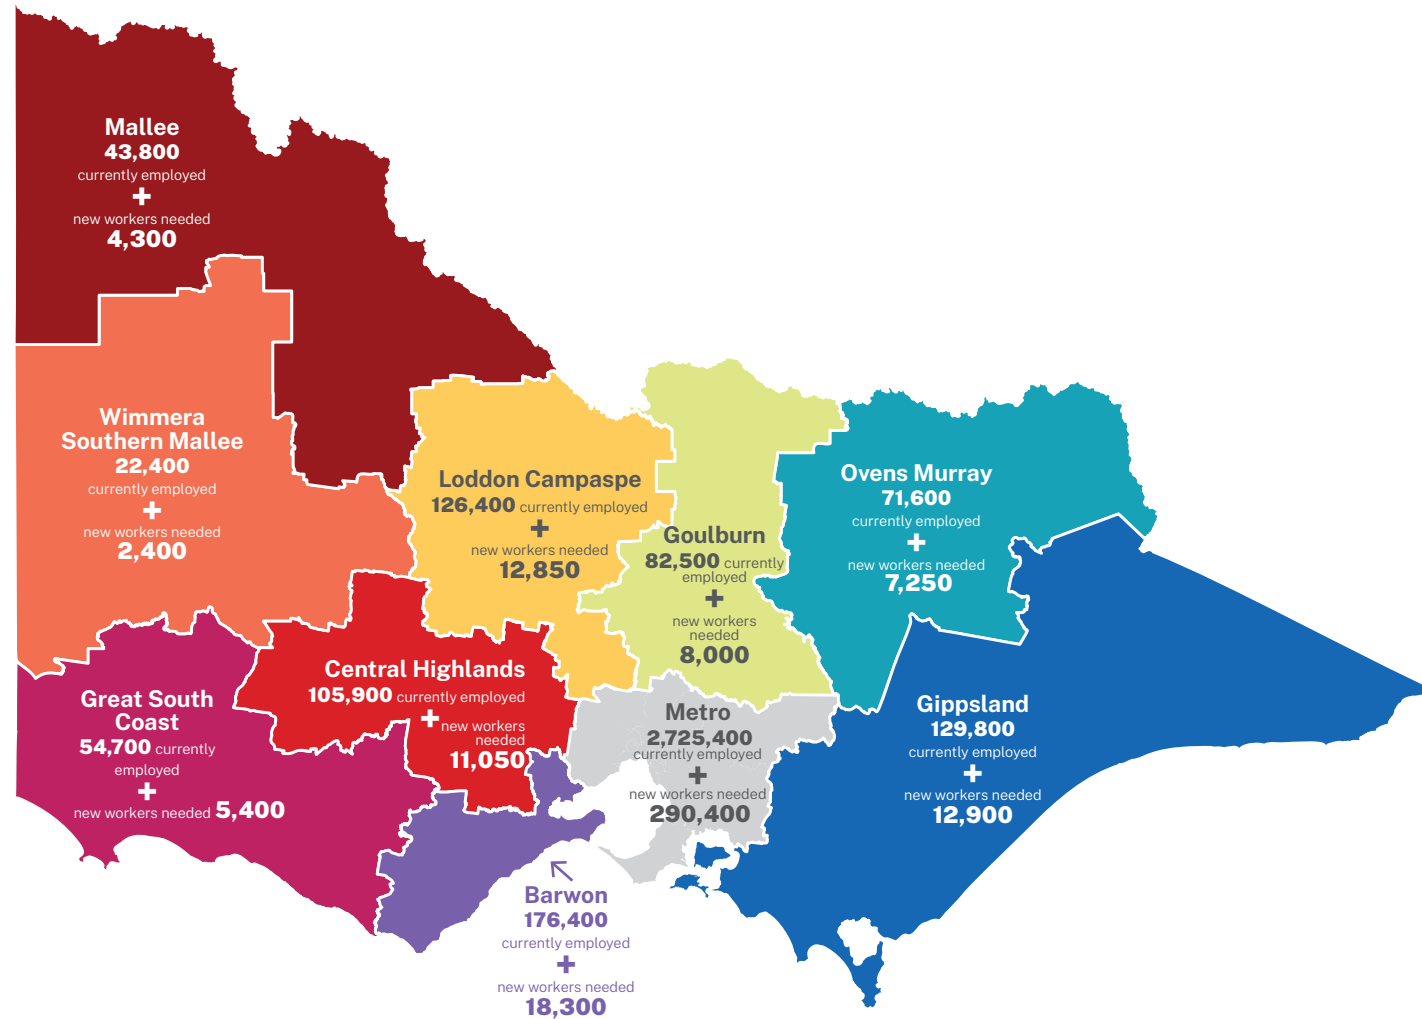 Mallee
43,800
currently employed
+
new workers needed
4,300
Wimmera
Southern Mallee
22,400
currently employed
+
new workers needed
2,400
Loddon Campaspe
126,400 currently employed
+
new workers needed
12,850
Goulburn
82,500 currently
employed
+
new workers
needed
8,000
Ovens Murray
71,600
currently employed
+
new workers needed
7,250
Great South
Coast
54,700 currently
employed
+
new workers needed 5,400
Central Highlands
105,900 currently employed
+
new workers
needed
11,050
Metro
2,725,400
currently employed
+
new workers needed
290,400
Gippsland
129,800
currently employed
+
new workers needed
12,900
Barwon
176,400
currently employed
+
new workers needed
18,300